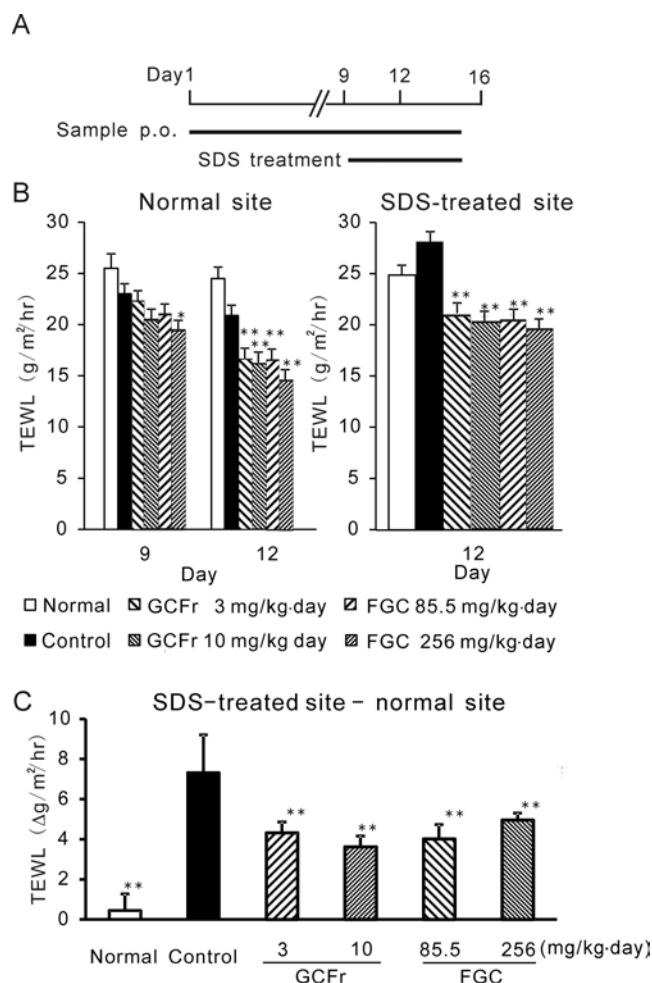 A
Day1 9 12 16
Sample p.o.
SDS treatment
B
Normal site
SDS-treated site
TEWL (g/m²/hr)
30
25
20
15
10
5
0
*
** **
**
**
9 12
Day
TEWL (g/m²/hr)
30
25
20
15
10
5
0
** ** ** **
12
Day
Normal GCFr 3 mg/kg·day FGC 85.5 mg/kg·day
Control GCFr 10 mg/kg day FGC 256 mg/kg·day
C
SDS-treated site - normal site
TEWL (Δg/m²/hr)
10
8
6
4
2
0
** ** ** ** **
Normal Control 3 10 85.5 256 (mg/kg·day)
GCFr FGC